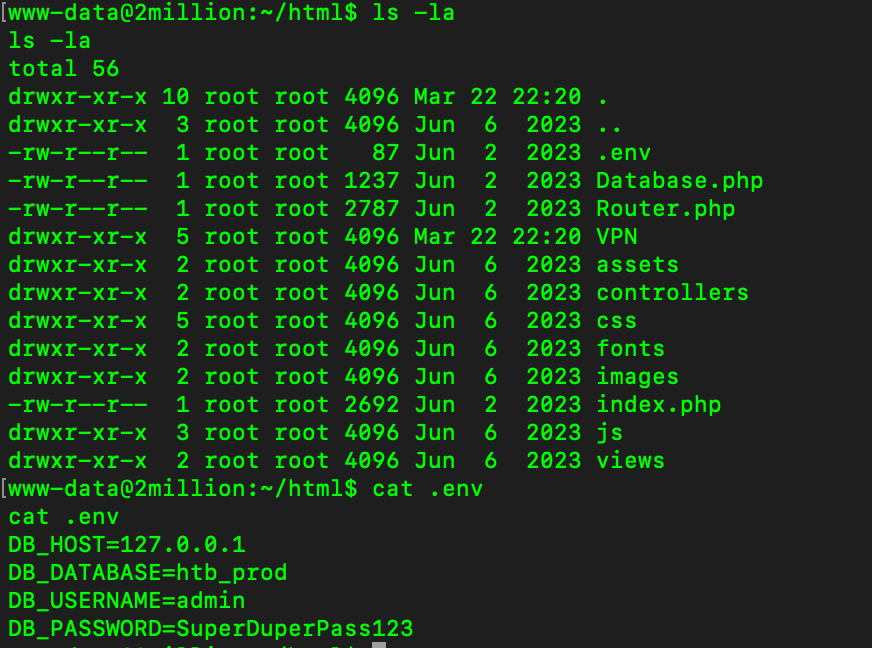 [www-data@2million:~/html$ ls -la
ls -la
total 56
drwxr-xr-x 10 root root 4096 Mar 22 22:20 .
drwxr-xr-x  3 root root 4096 Jun  6  2023 ..
-rw-r--r--  1 root root   87 Jun  2  2023 .env
-rw-r--r--  1 root root 1237 Jun  2  2023 Database.php
-rw-r--r--  1 root root 2787 Jun  2  2023 Router.php
drwxr-xr-x  5 root root 4096 Mar 22 22:20 VPN
drwxr-xr-x  2 root root 4096 Jun  6  2023 assets
drwxr-xr-x  2 root root 4096 Jun  6  2023 controllers
drwxr-xr-x  5 root root 4096 Jun  6  2023 css
drwxr-xr-x  2 root root 4096 Jun  6  2023 fonts
drwxr-xr-x  2 root root 4096 Jun  6  2023 images
-rw-r--r--  1 root root 2692 Jun  2  2023 index.php
drwxr-xr-x  3 root root 4096 Jun  6  2023 js
drwxr-xr-x  2 root root 4096 Jun  6  2023 views
[www-data@2million:~/html$ cat .env
cat .env
DB_HOST=127.0.0.1
DB_DATABASE=htb_prod
DB_USERNAME=admin
DB_PASSWORD=SuperDuperPass123